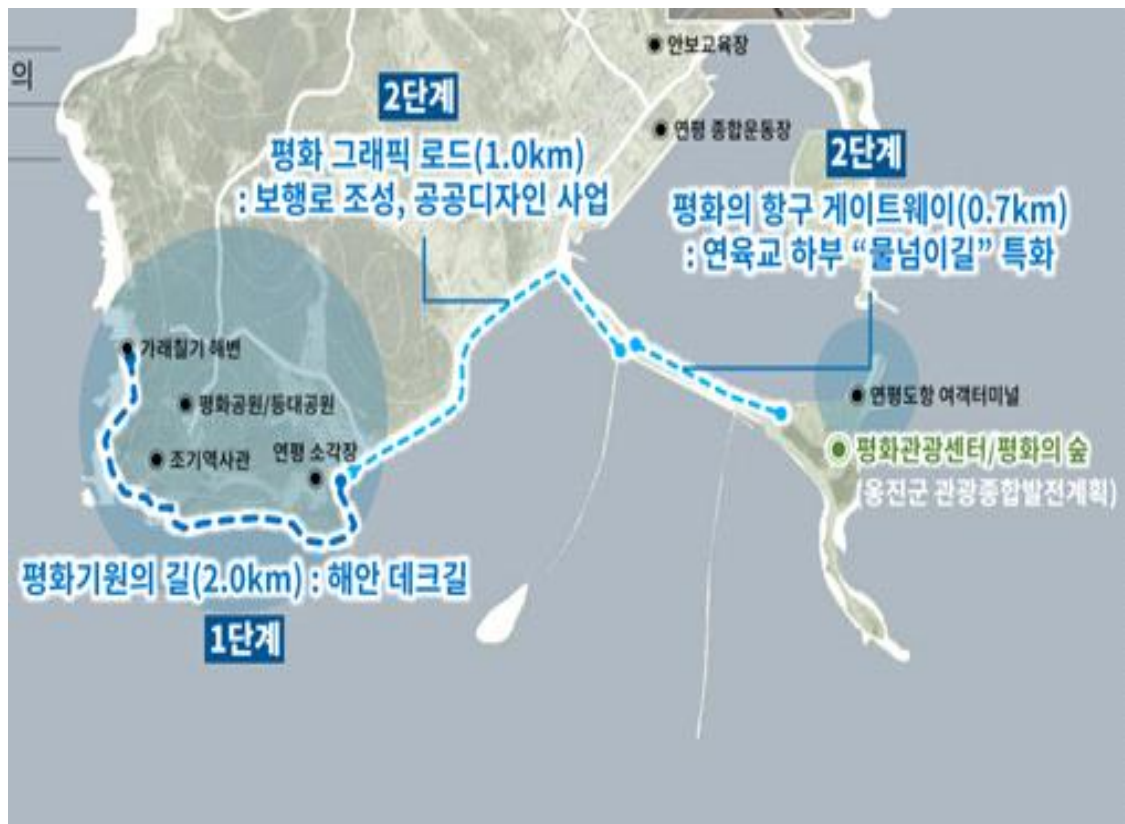 의
안보교육장
2단계
연평 종합운동장
평화 그래픽 로드(1.0km)
: 보행로 조성, 공공디자인 사업
2단계
평화의 항구 게이트웨이(0.7km)
: 연육교 하부 “물넘이길” 특화
가래칠기 해변
평화공원/등대공원
연평도항 여객터미널
조기역사관
연평 소각장
평화관광센터/평화의 숲
(옹진군 관광종합발전계획)
평화기원의 길(2.0km) : 해안 데크길
1단계